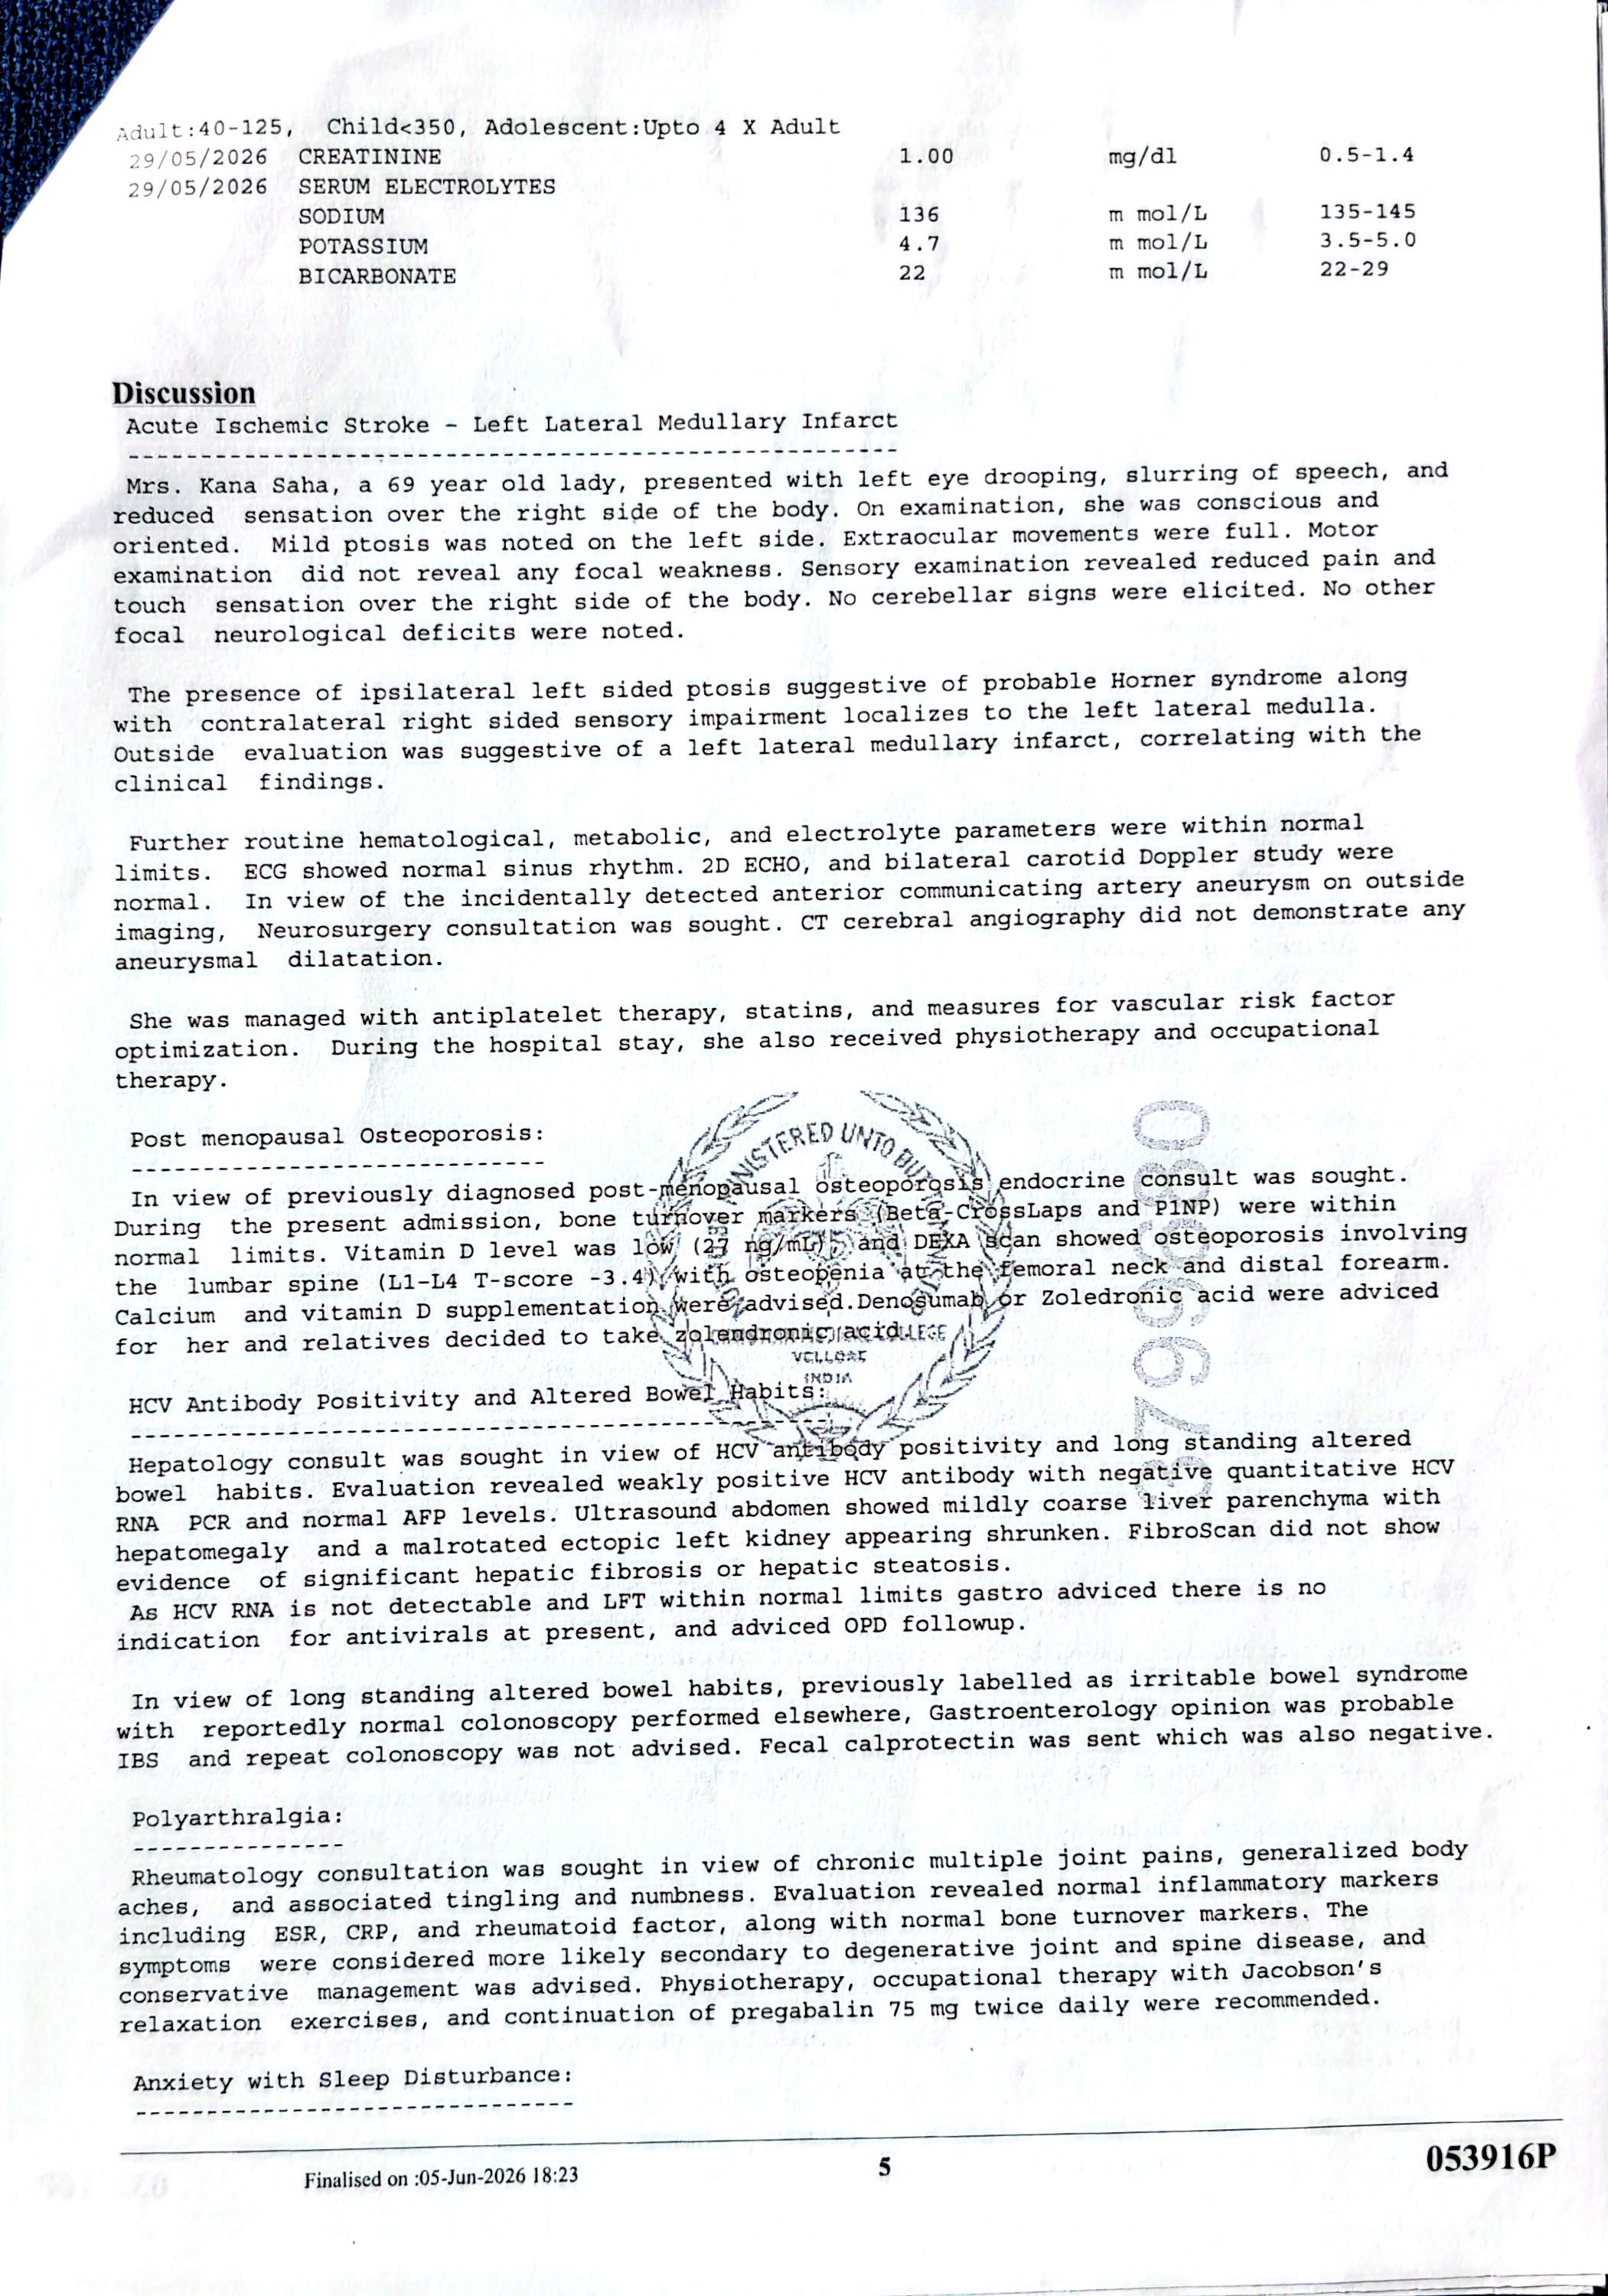 Adult:40-125, Child<350, Adolescent:Upto 4 X Adult
29/05/2026 CREATININE 1.00 mg/dl 0.5-1.4
29/05/2026 SERUM ELECTROLYTES
SODIUM 136 m mol/L 135-145
POTASSIUM 4.7 m mol/L 3.5-5.0
BICARBONATE 22 m mol/L 22-29
Discussion
Acute Ischemic Stroke - Left Lateral Medullary Infarct
Mrs. Kana Saha, a 69 year old lady, presented with left eye drooping, slurring of speech, and
reduced sensation over the right side of the body. On examination, she was conscious and
oriented. Mild ptosis was noted on the left side. Extraocular movements were full. Motor
examination did not reveal any focal weakness. Sensory examination revealed reduced pain and
touch sensation over the right side of the body. No cerebellar signs were elicited. No other
focal neurological deficits were noted.
The presence of ipsilateral left sided ptosis suggestive of probable Horner syndrome along
with contralateral right sided sensory impairment localizes to the left lateral medulla.
Outside evaluation was suggestive of a left lateral medullary infarct, correlating with the
clinical findings.
Further routine hematological, metabolic, and electrolyte parameters were within normal
limits. ECG showed normal sinus rhythm. 2D ECHO, and bilateral carotid Doppler study were
normal. In view of the incidentally detected anterior communicating artery aneurysm on outside
imaging, Neurosurgery consultation was sought. CT cerebral angiography did not demonstrate any
aneurysmal dilatation.
She was managed with antiplatelet therapy, statins, and measures for vascular risk factor
optimization. During the hospital stay, she also received physiotherapy and occupational
therapy.
Post menopausal Osteoporosis:
In view of previously diagnosed post-menopausal osteoporosis endocrine consult was sought.
During the present admission, bone turnover markers (Beta-CrossLaps and P1NP) were within
normal limits. Vitamin D level was low (27 ng/mL), and DEXA scan showed osteoporosis involving
the lumbar spine (L1-L4 T-score -3.4) with osteopenia at the femoral neck and distal forearm.
Calcium and vitamin D supplementation were advised.Denosumab or Zoledronic acid were adviced
for her and relatives decided to take zolendronic acid.
VELLORE
INDIA
HCV Antibody Positivity and Altered Bowel Habits:
Hepatology consult was sought in view of HCV antibody positivity and long standing altered
bowel habits. Evaluation revealed weakly positive HCV antibody with negative quantitative HCV
RNA PCR and normal AFP levels. Ultrasound abdomen showed mildly coarse liver parenchyma with
hepatomegaly and a malrotated ectopic left kidney appearing shrunken. FibroScan did not show
evidence of significant hepatic fibrosis or hepatic steatosis.
As HCV RNA is not detectable and LFT within normal limits gastro adviced there is no
indication for antivirals at present, and adviced OPD followup.
In view of long standing altered bowel habits, previously labelled as irritable bowel syndrome
with reportedly normal colonoscopy performed elsewhere, Gastroenterology opinion was probable
IBS and repeat colonoscopy was not advised. Fecal calprotectin was sent which was also negative.
Polyarthralgia:
Rheumatology consultation was sought in view of chronic multiple joint pains, generalized body
aches, and associated tingling and numbness. Evaluation revealed normal inflammatory markers
including ESR, CRP, and rheumatoid factor, along with normal bone turnover markers. The
symptoms were considered more likely secondary to degenerative joint and spine disease, and
conservative management was advised. Physiotherapy, occupational therapy with Jacobson's
relaxation exercises, and continuation of pregabalin 75 mg twice daily were recommended.
Anxiety with Sleep Disturbance:
Finalised on :05-Jun-2026 18:23 5 053916P